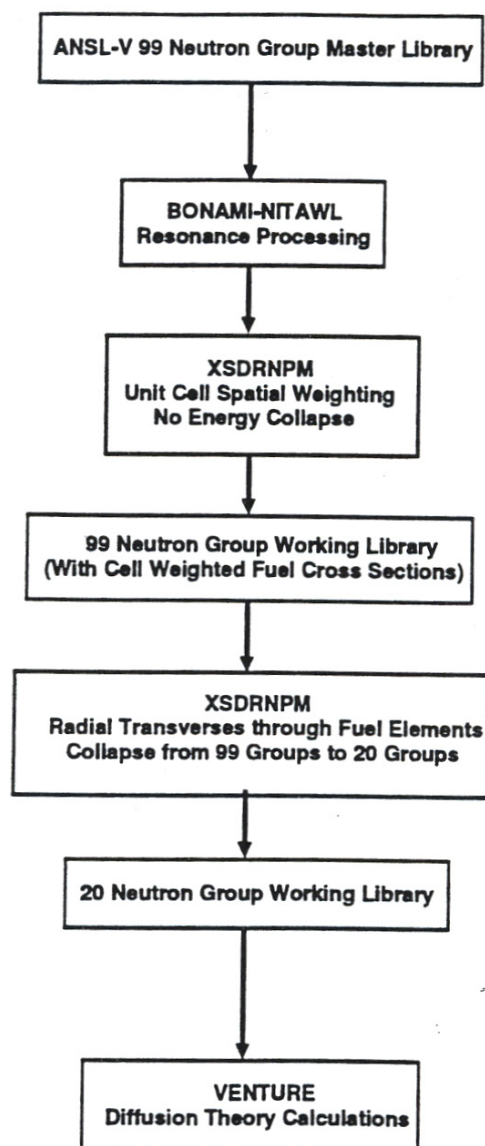 ANSL-V 99 Neutron Group Master Library
BONAMI-NITAWL
Resonance Processing
XSDRNPM
Unit Cell Spatial Weighting
No Energy Collapse
99 Neutron Group Working Library
(With Cell Weighted Fuel Cross Sections)
XSDRNPM
Radial Transverses through Fuel Elements
Collapse from 99 Groups to 20 Groups
20 Neutron Group Working Library
VENTURE
Diffusion Theory Calculations